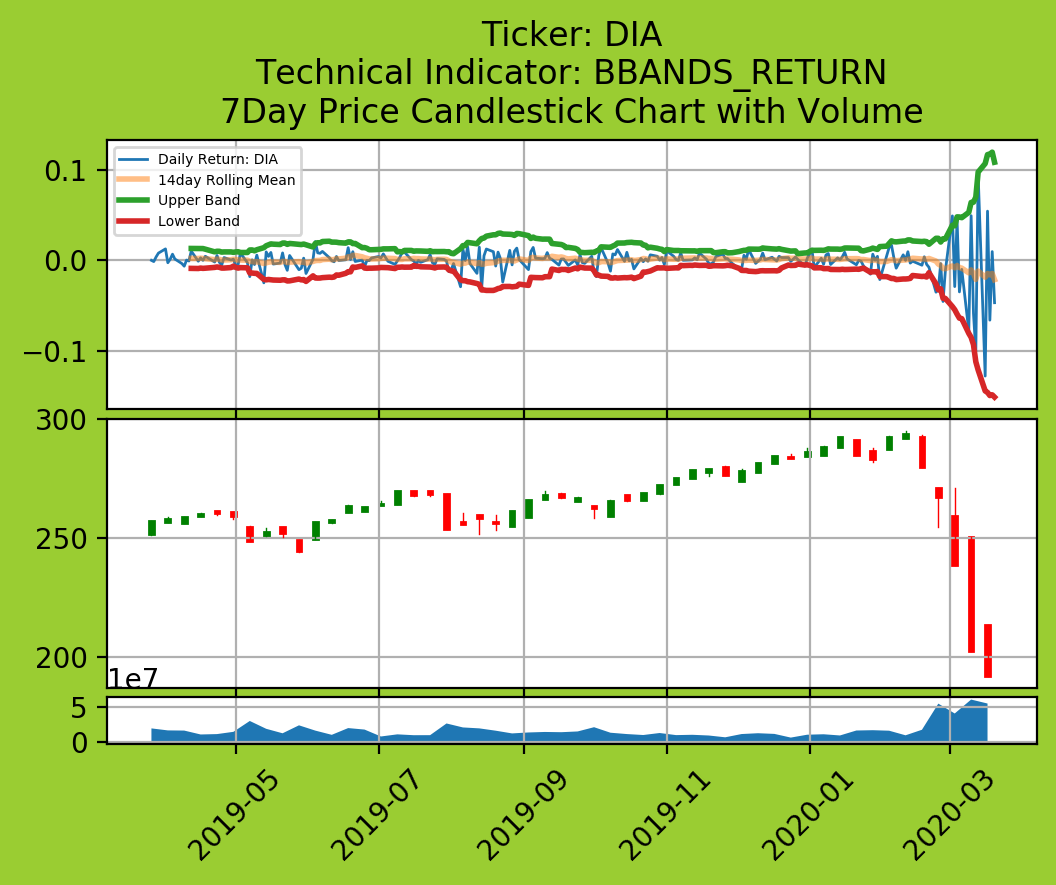 Ticker: DIA
Technical Indicator: BBANDS_RETURN
7Day Price Candlestick Chart with Volume
Daily Return: DIA
14day Rolling Mean
Upper Band
Lower Band
0.1
0.0
−0.1
300
250
200
1e7
5
0
2019-05
2019-07
2019-09
2019-11
2020-01
2020-03